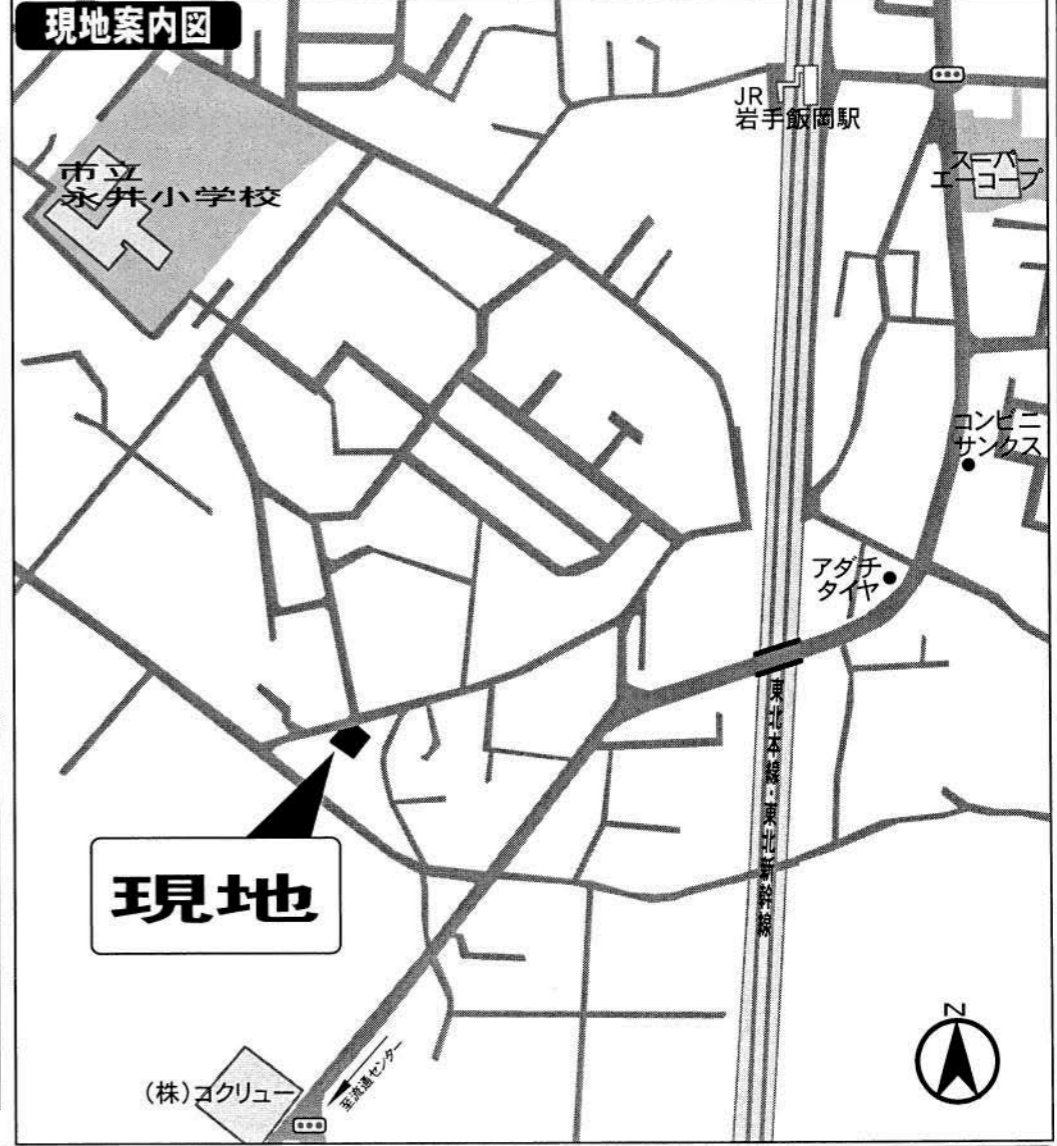 現地案内図
市立
永井小学校
JR
岩手飯岡駅
スーパー
エーコープ
コンビニ
サンクス
アダチ
タイヤ
東北本線・東北新幹線
現地
(株)コクリュー
至流通センター
N